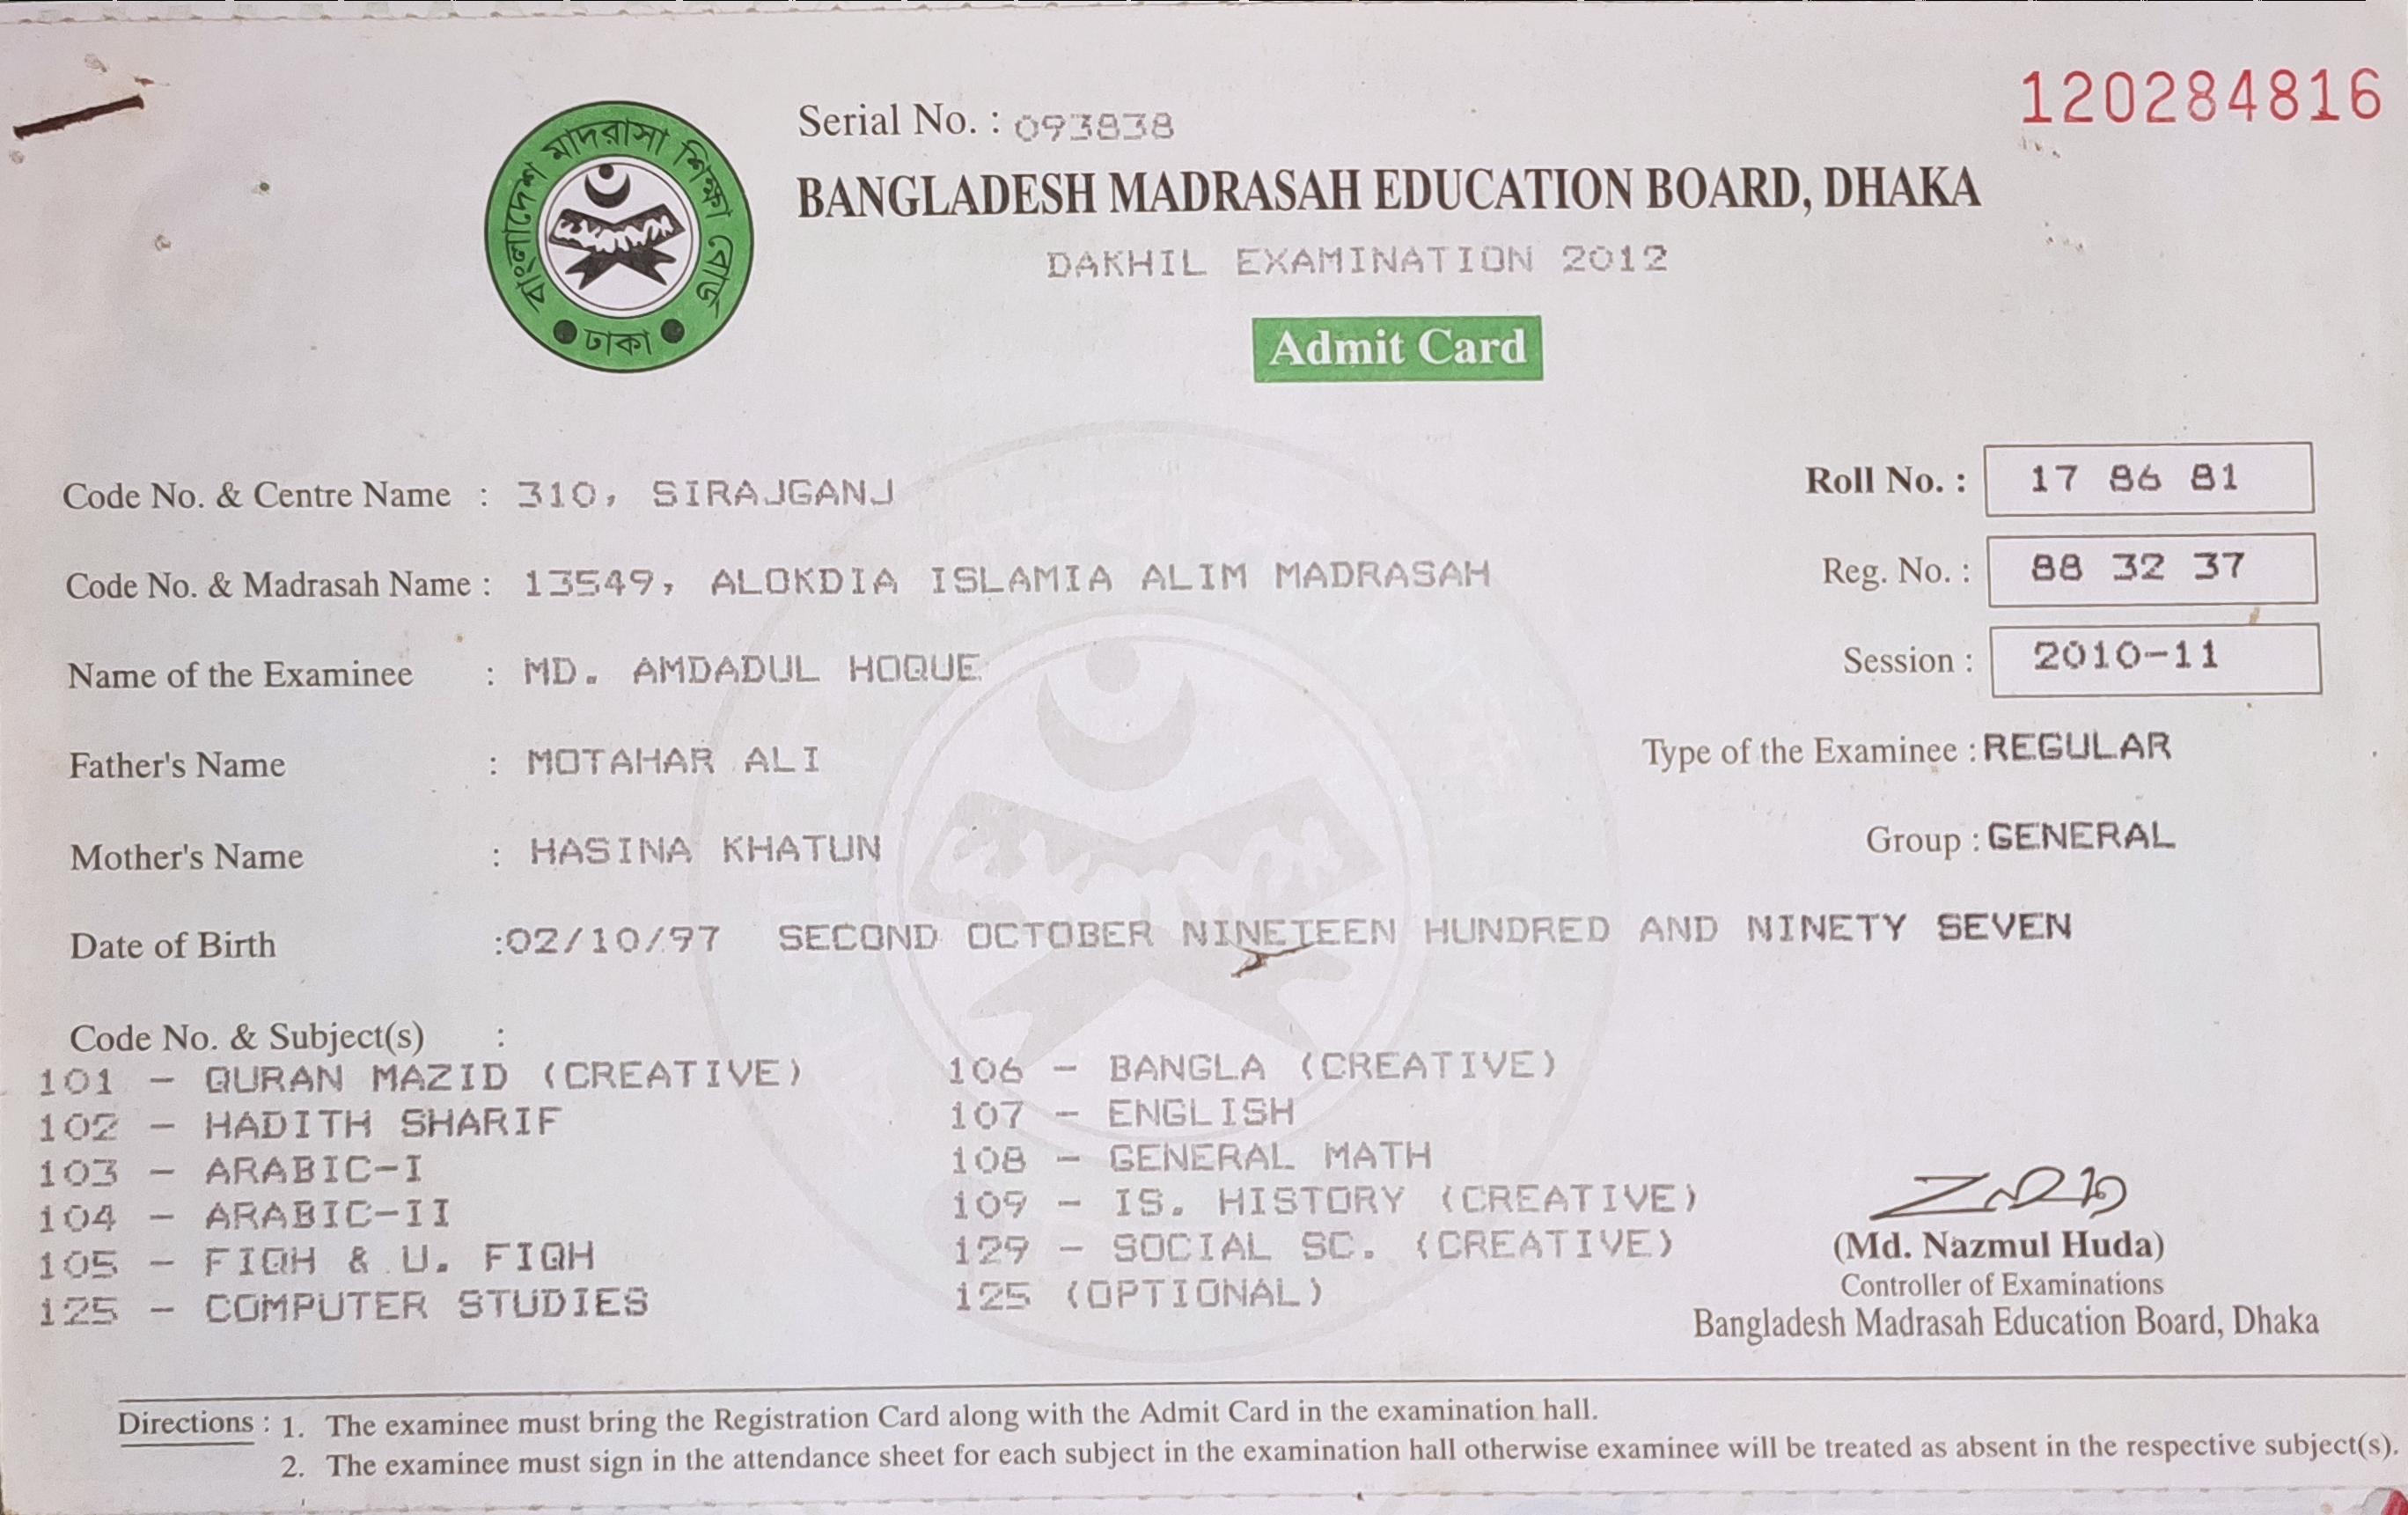 120284816
Serial No. : 093838
বাংলাদেশ মাদরাসা শিক্ষা বোর্ড
ঢাকা
BANGLADESH MADRASAH EDUCATION BOARD, DHAKA
DAKHIL EXAMINATION 2012
Admit Card
Code No. & Centre Name : 310, SIRAJGANJ
Roll No. : 17 86 81
Code No. & Madrasah Name : 13549, ALOKDIA ISLAMIA ALIM MADRASAH
Reg. No. : 88 32 37
Name of the Examinee : MD. AMDADUL HOQUE
Session : 2010-11
Father's Name : MOTAHAR ALI
Type of the Examinee : REGULAR
Mother's Name : HASINA KHATUN
Group : GENERAL
Date of Birth :02/10/97 SECOND OCTOBER NINETEEN HUNDRED AND NINETY SEVEN
Code No. & Subject(s) :
101 - QURAN MAZID (CREATIVE)
102 - HADITH SHARIF
103 - ARABIC-I
104 - ARABIC-II
105 - FIQH & U. FIQH
125 - COMPUTER STUDIES
106 - BANGLA (CREATIVE)
107 - ENGLISH
108 - GENERAL MATH
109 - IS. HISTORY (CREATIVE)
129 - SOCIAL SC. (CREATIVE)
125 (OPTIONAL)
(Md. Nazmul Huda)
Controller of Examinations
Bangladesh Madrasah Education Board, Dhaka
Directions : 1. The examinee must bring the Registration Card along with the Admit Card in the examination hall.
2. The examinee must sign in the attendance sheet for each subject in the examination hall otherwise examinee will be treated as absent in the respective subject(s).